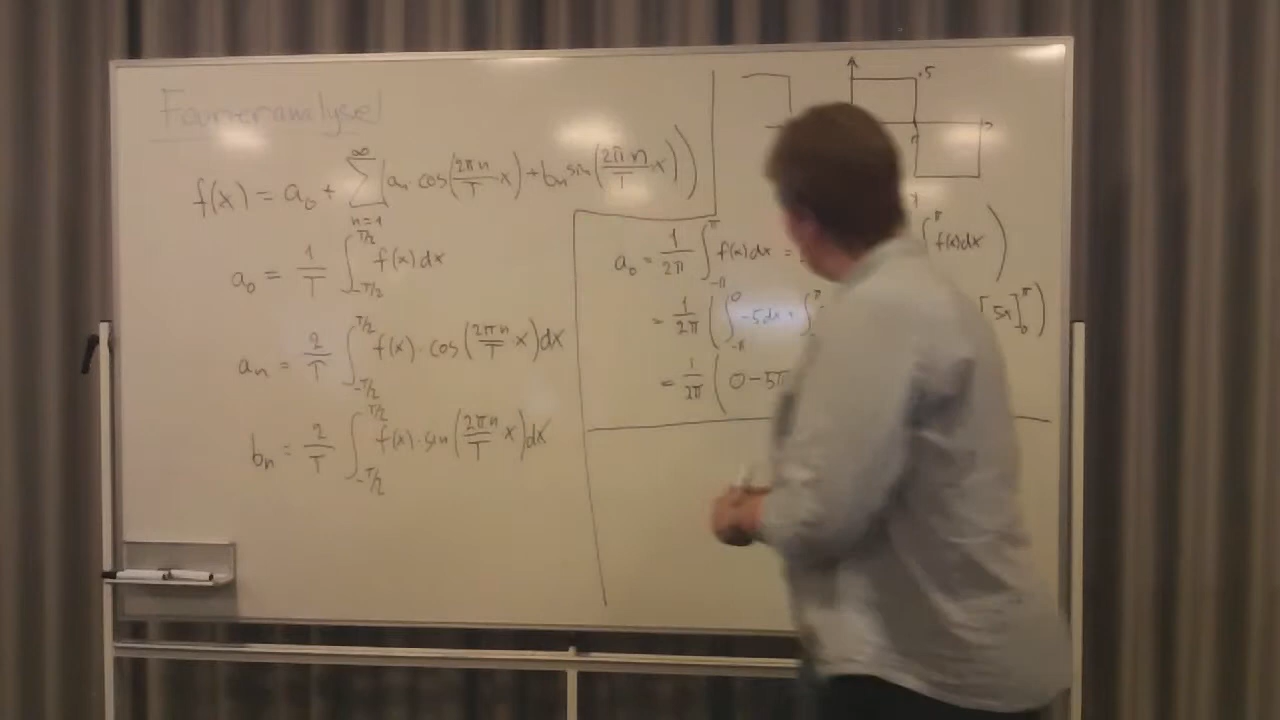 Fourieranalyse!
f(x) = a₀ + ∑_{n=1}^{∞} (aₙ · cos(2πn/T x) + bₙ sin(2πn/T x))
a₀ = 1/T ∫_{-T/2}^{T/2} f(x) dx
aₙ = 2/T ∫_{-T/2}^{T/2} f(x) · cos(2πn/T x) dx
bₙ = 2/T ∫_{-T/2}^{T/2} f(x) · sin(2πn/T x) dx
5
π
a₀ = 1/2π ∫_{-π}^{π} f(x) dx =
∫^{π} f(x) dx )
= 1/2π ( ∫_{-π}^{0} -5 dx + ∫^{π}
[5x]_{0}^{π} )
= 1/2π ( 0 - 5π